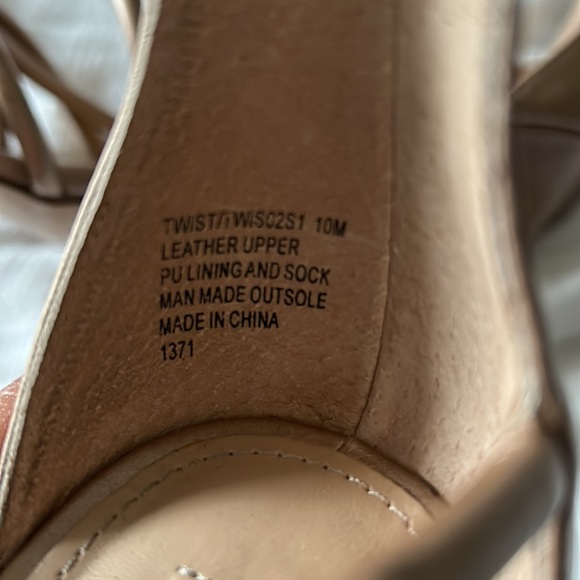 TWIST/TWIS02S1 10M
LEATHER UPPER
PU LINING AND SOCK
MAN MADE OUTSOLE
MADE IN CHINA
1371